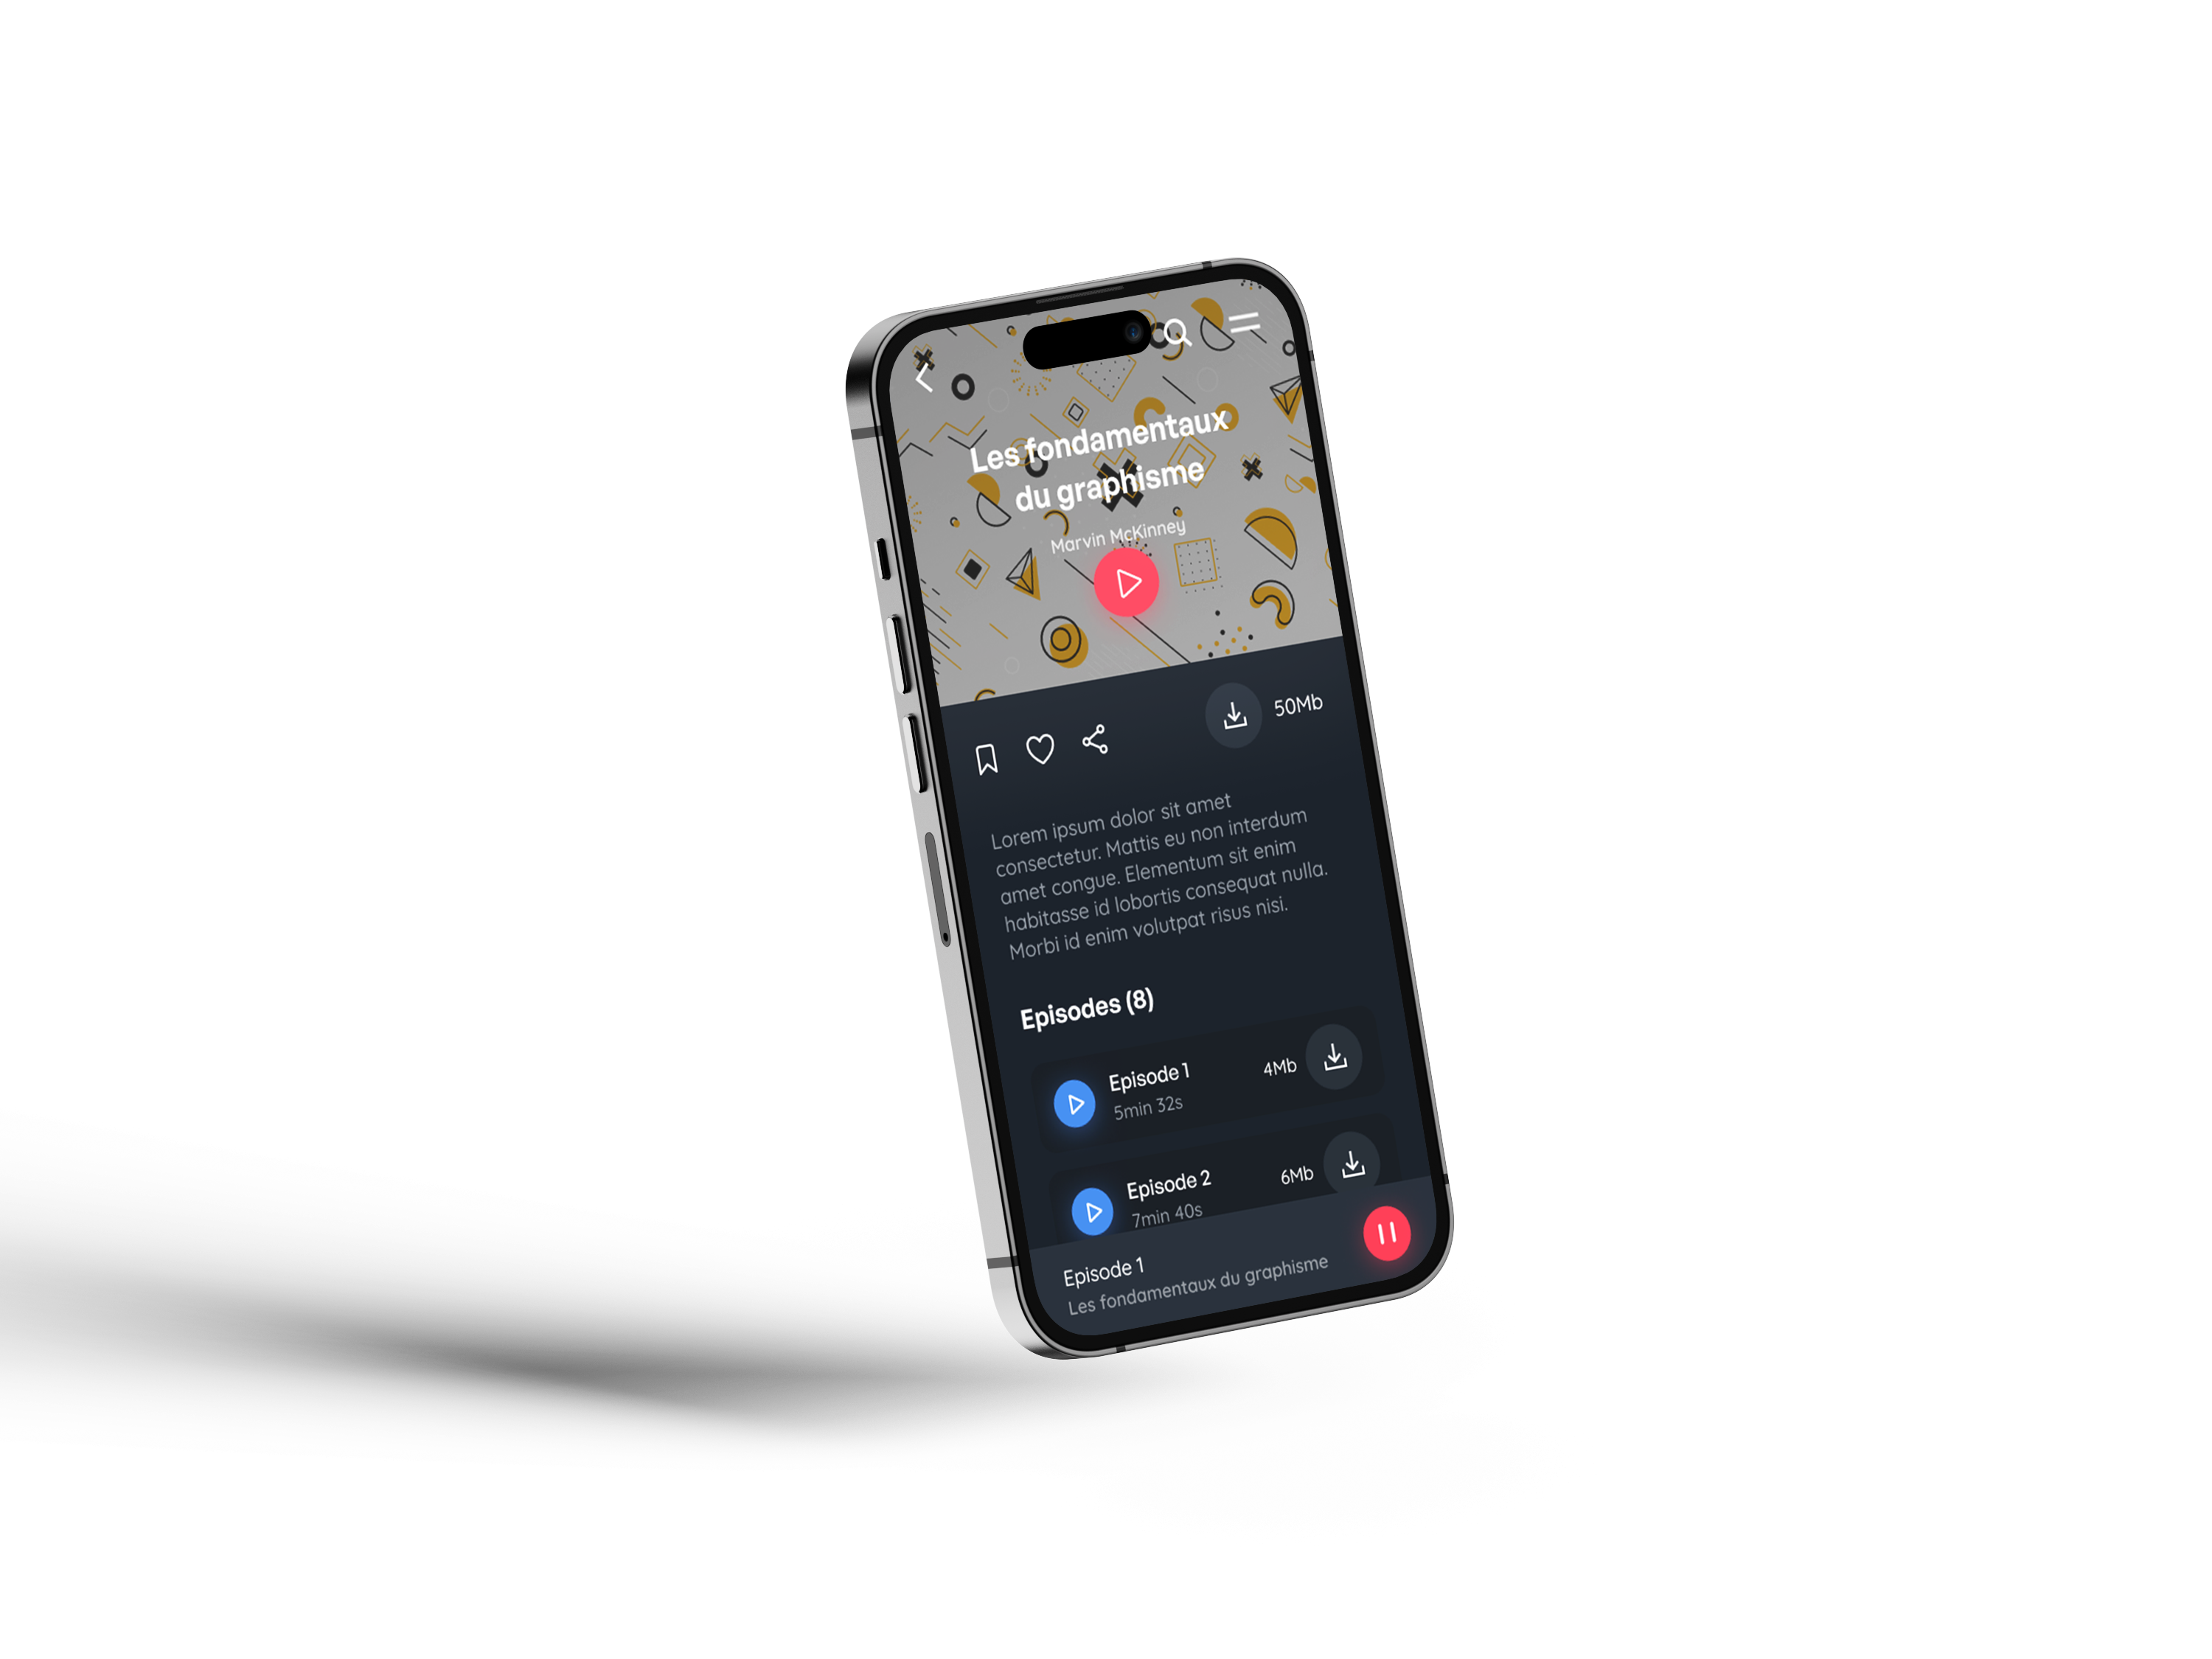 Les fondamentaux
du graphisme
Marvin McKinney
50Mb
Lorem ipsum dolor sit amet
consectetur. Mattis eu non interdum
amet congue. Elementum sit enim
habitasse id lobortis consequat nulla.
Morbi id enim volutpat risus nisi.
Episodes (8)
Episode 1
5min 32s
4Mb
Episode 2
7min 40s
6Mb
Episode 1
Les fondamentaux du graphisme